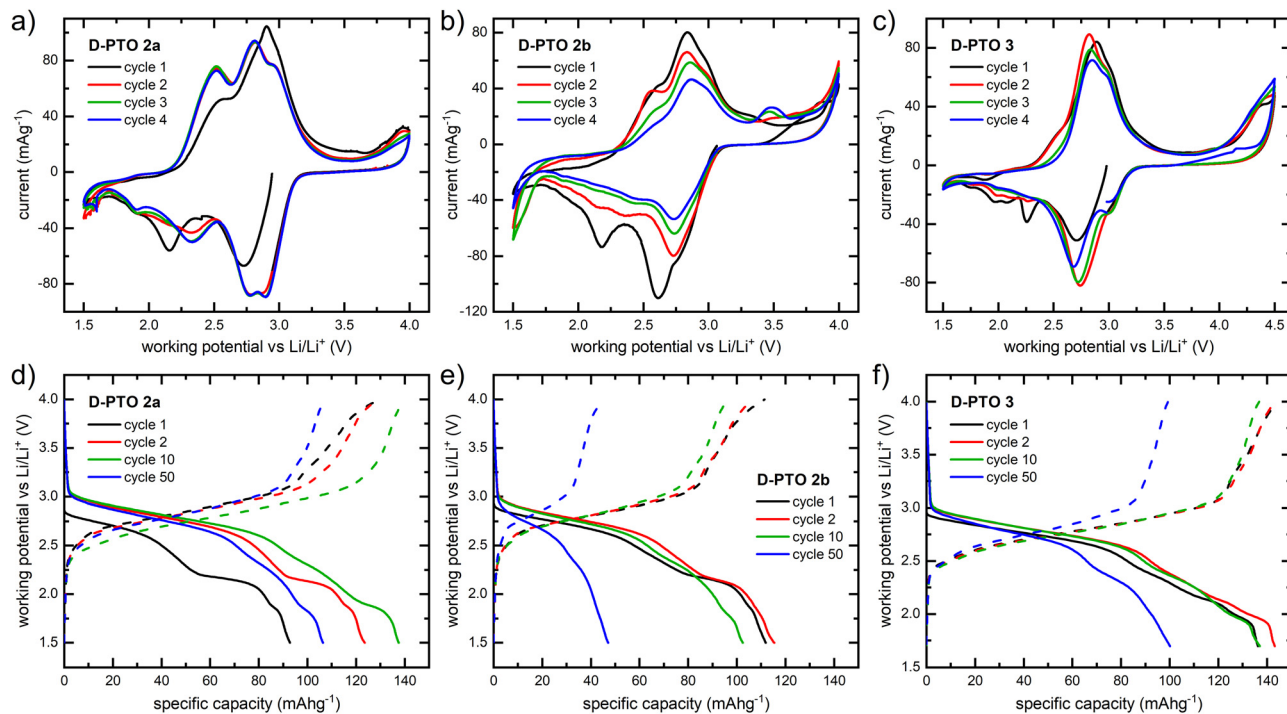 a)
D-PTO 2a
cycle 1
cycle 2
cycle 3
cycle 4
80
40
0
-40
-80
current (mAg⁻¹)
1.5 2.0 2.5 3.0 3.5 4.0
working potential vs Li/Li⁺ (V)
b)
D-PTO 2b
cycle 1
cycle 2
cycle 3
cycle 4
80
40
0
-40
-80
-120
current (mAg⁻¹)
1.5 2.0 2.5 3.0 3.5 4.0
working potential vs Li/Li⁺ (V)
c)
D-PTO 3
cycle 1
cycle 2
cycle 3
cycle 4
80
40
0
-40
-80
current (mAg⁻¹)
1.5 2.0 2.5 3.0 3.5 4.0 4.5
working potential vs Li/Li⁺ (V)
d)
D-PTO 2a
cycle 1
cycle 2
cycle 10
cycle 50
4.0
3.5
3.0
2.5
2.0
1.5
working potential vs Li/Li⁺ (V)
0 20 40 60 80 100 120 140
specific capacity (mAhg⁻¹)
e)
D-PTO 2b
cycle 1
cycle 2
cycle 10
cycle 50
4.0
3.5
3.0
2.5
2.0
1.5
working potential vs Li/Li⁺ (V)
0 20 40 60 80 100 120 140
specific capacity (mAhg⁻¹)
f)
D-PTO 3
cycle 1
cycle 2
cycle 10
cycle 50
4.0
3.5
3.0
2.5
2.0
1.5
working potential vs Li/Li⁺ (V)
0 20 40 60 80 100 120 140
specific capacity (mAhg⁻¹)